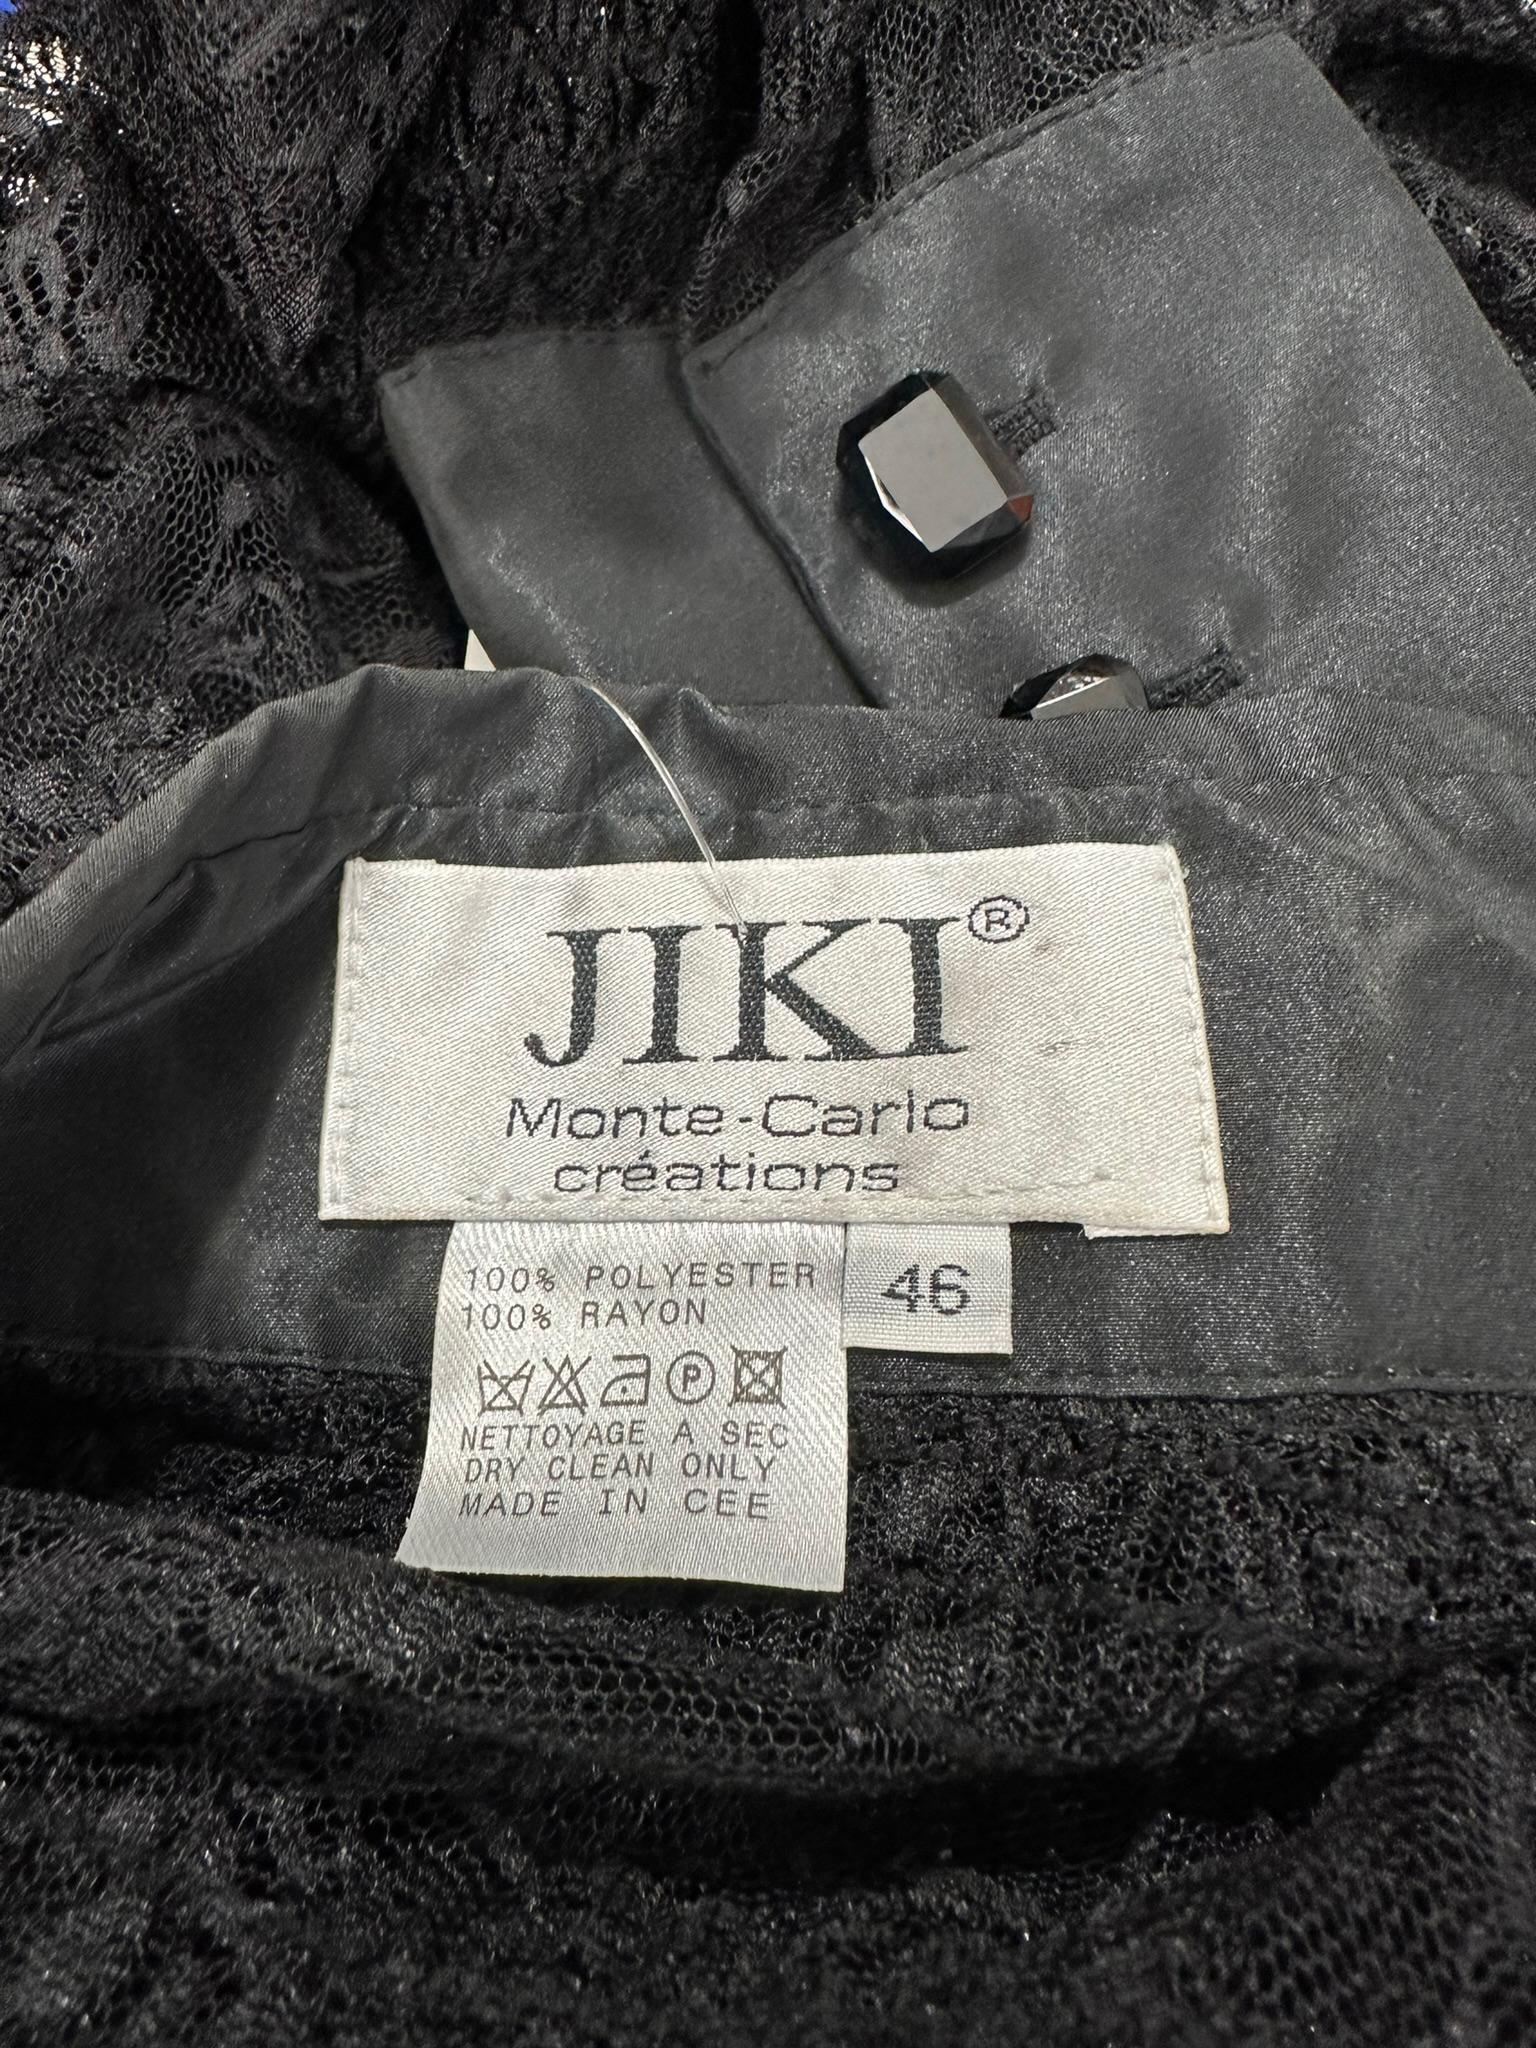 JIKI®
Monte-Carlo
créations
100% POLYESTER
100% RAYON
46
P
NETTOYAGE A SEC
DRY CLEAN ONLY
MADE IN CEE